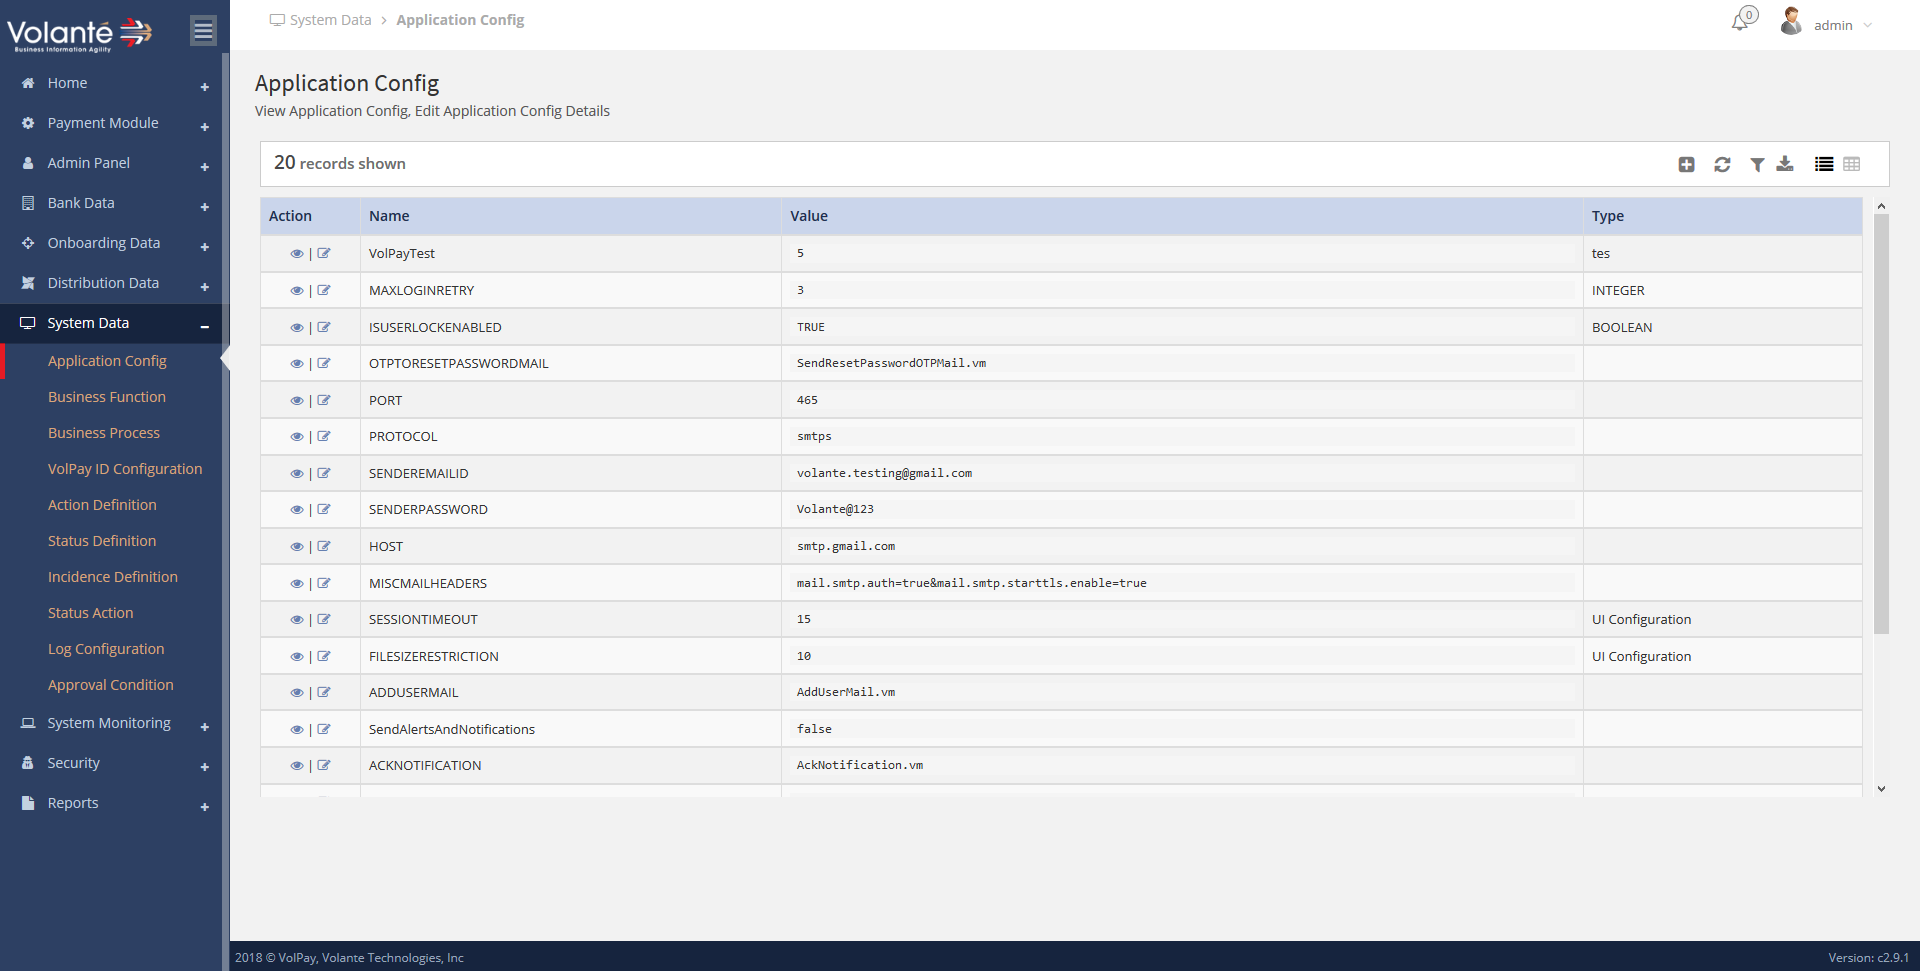 Volanté
Business Information Agility
System Data > Application Config
0
admin
Home
Payment Module
Admin Panel
Bank Data
Onboarding Data
Distribution Data
System Data
Application Config
Business Function
Business Process
VolPay ID Configuration
Action Definition
Status Definition
Incidence Definition
Status Action
Log Configuration
Approval Condition
System Monitoring
Security
Reports
Application Config
View Application Config, Edit Application Config Details
20 records shown
Action Name Value Type
| VolPayTest 5 tes
| MAXLOGINRETRY 3 INTEGER
| ISUSERLOCKENABLED TRUE BOOLEAN
| OTPTORESETPASSWORDMAIL SendResetPasswordOTPMail.vm
| PORT 465
| PROTOCOL smtps
| SENDEREMAILID volante.testing@gmail.com
| SENDERPASSWORD Volante@123
| HOST smtp.gmail.com
| MISCMAILHEADERS mail.smtp.auth=true&mail.smtp.starttls.enable=true
| SESSIONTIMEOUT 15 UI Configuration
| FILESIZERESTRICTION 10 UI Configuration
| ADDUSERMAIL AddUserMail.vm
| SendAlertsAndNotifications false
| ACKNOTIFICATION AckNotification.vm
2018 © VolPay, Volante Technologies, Inc
Version: c2.9.1